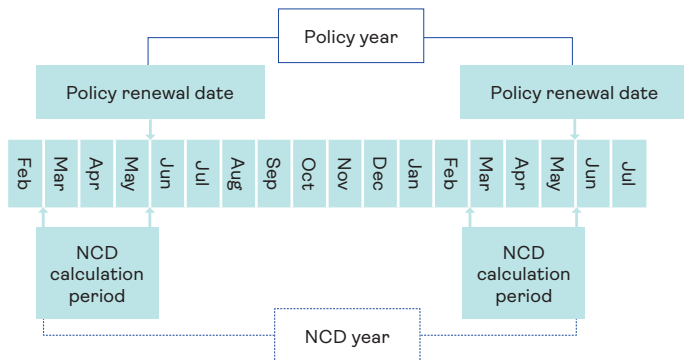 Policy year
Policy renewal date
Policy renewal date
Feb
Mar
Apr
May
Jun
Jul
Aug
Sep
Oct
Nov
Dec
Jan
Feb
Mar
Apr
May
Jun
Jul
NCD
calculation
period
NCD
calculation
period
NCD year